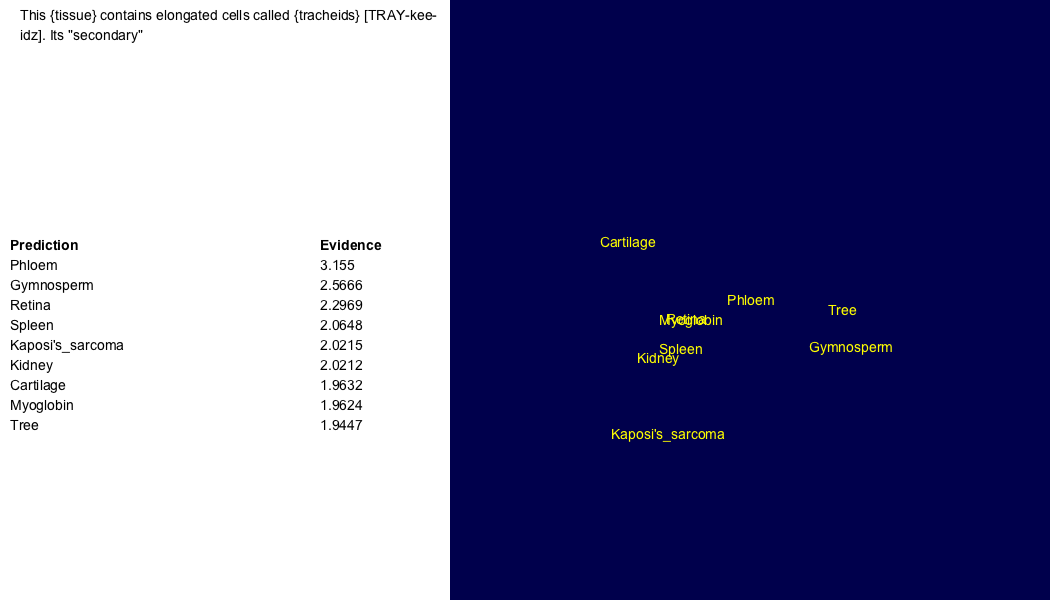 This {tissue} contains elongated cells called {tracheids} [TRAY-kee-
idz]. Its "secondary"
Prediction Evidence
Phloem 3.155
Gymnosperm 2.5666
Retina 2.2969
Spleen 2.0648
Kaposi's_sarcoma 2.0215
Kidney 2.0212
Cartilage 1.9632
Myoglobin 1.9624
Tree 1.9447
Cartilage
Phloem
Tree
Retina
Myoglobin
Gymnosperm
Spleen
Kidney
Kaposi's_sarcoma